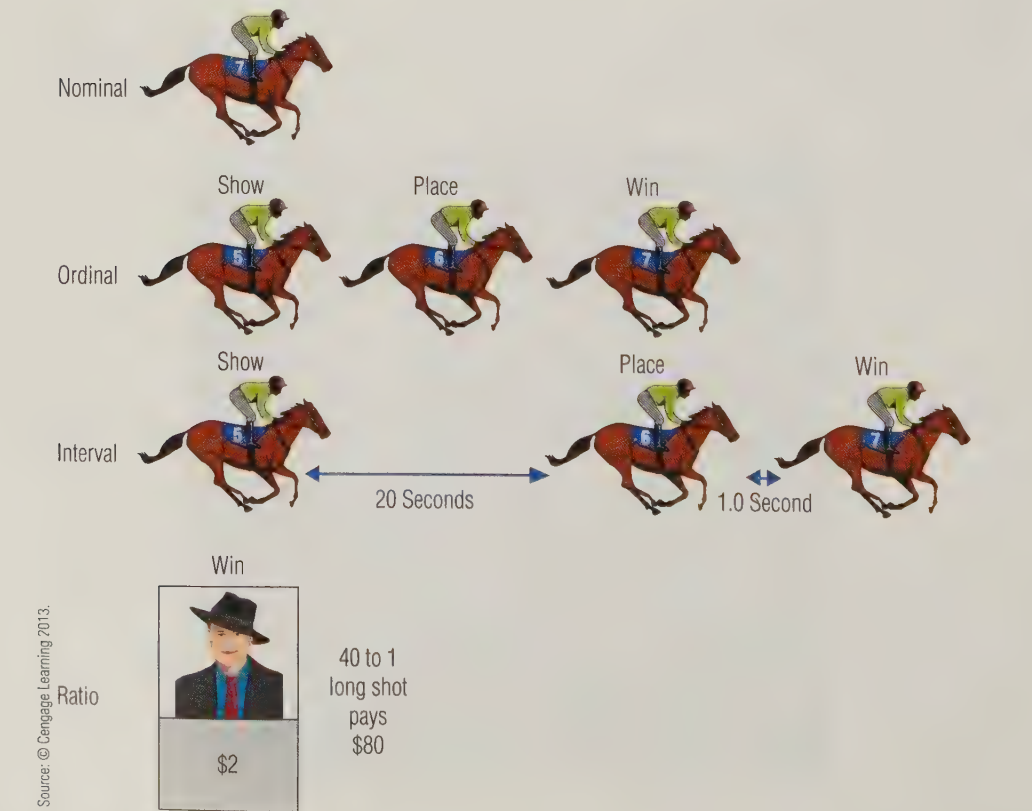 7
Nominal
Show Place Win
5 6 7
Ordinal
Show Place Win
5 6 7
Interval
20 Seconds 1.0 Second
Win
40 to 1
long shot
pays
$80
Ratio
$2
Source: © Cengage Learning 2013.